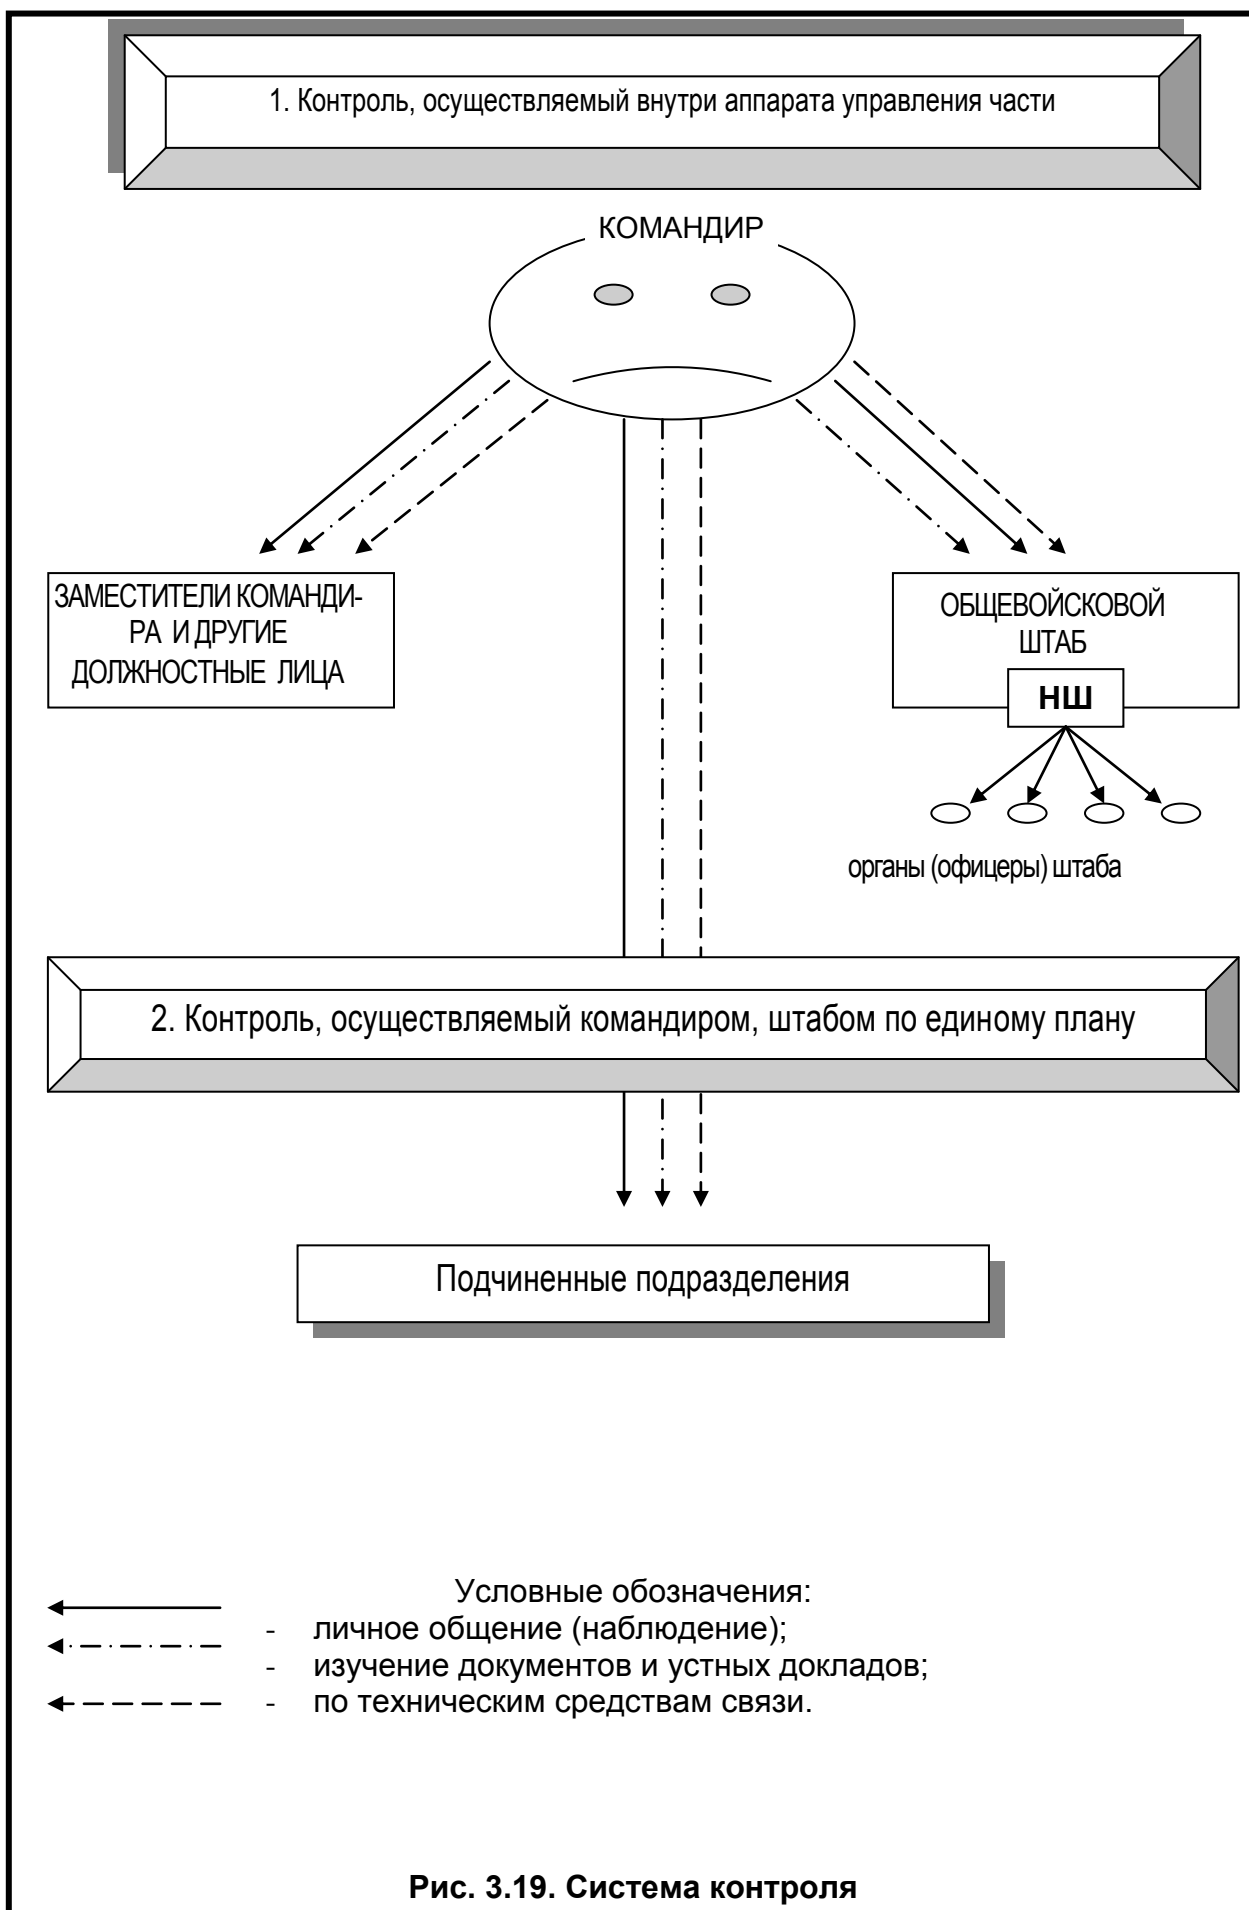 1. Контроль, осуществляемый внутри аппарата управления части
КОМАНДИР
ЗАМЕСТИТЕЛИ КОМАНДИ-
РА И ДРУГИЕ
ДОЛЖНОСТНЫЕ ЛИЦА
ОБЩЕВОЙСКОВОЙ
ШТАБ
НШ
органы (офицеры) штаба
2. Контроль, осуществляемый командиром, штабом по единому плану
Подчиненные подразделения
Условные обозначения:
- личное общение (наблюдение);
- изучение документов и устных докладов;
- по техническим средствам связи.
Рис. 3.19. Система контроля